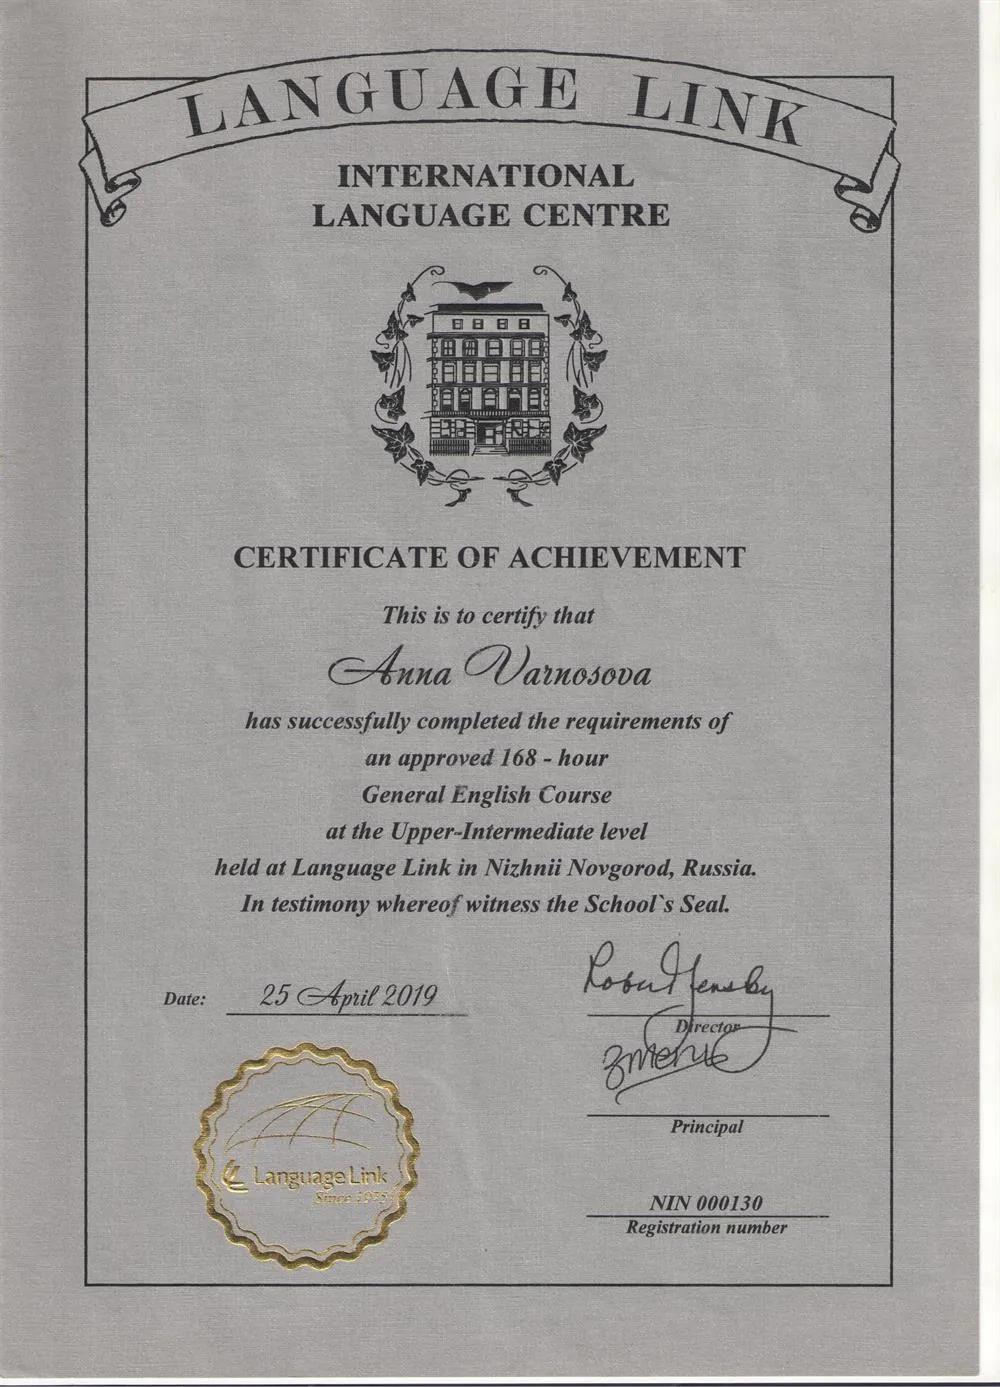 LANGUAGE LINK
INTERNATIONAL
LANGUAGE CENTRE
CERTIFICATE OF ACHIEVEMENT
This is to certify that
Anna Varnosova
has successfully completed the requirements of
an approved 168 - hour
General English Course
at the Upper-Intermediate level
held at Language Link in Nizhnii Novgorod, Russia.
In testimony whereof witness the School`s Seal.
Date: 25 April 2019
Director
Principal
Language Link
Since 1975
NIN 000130
Registration number